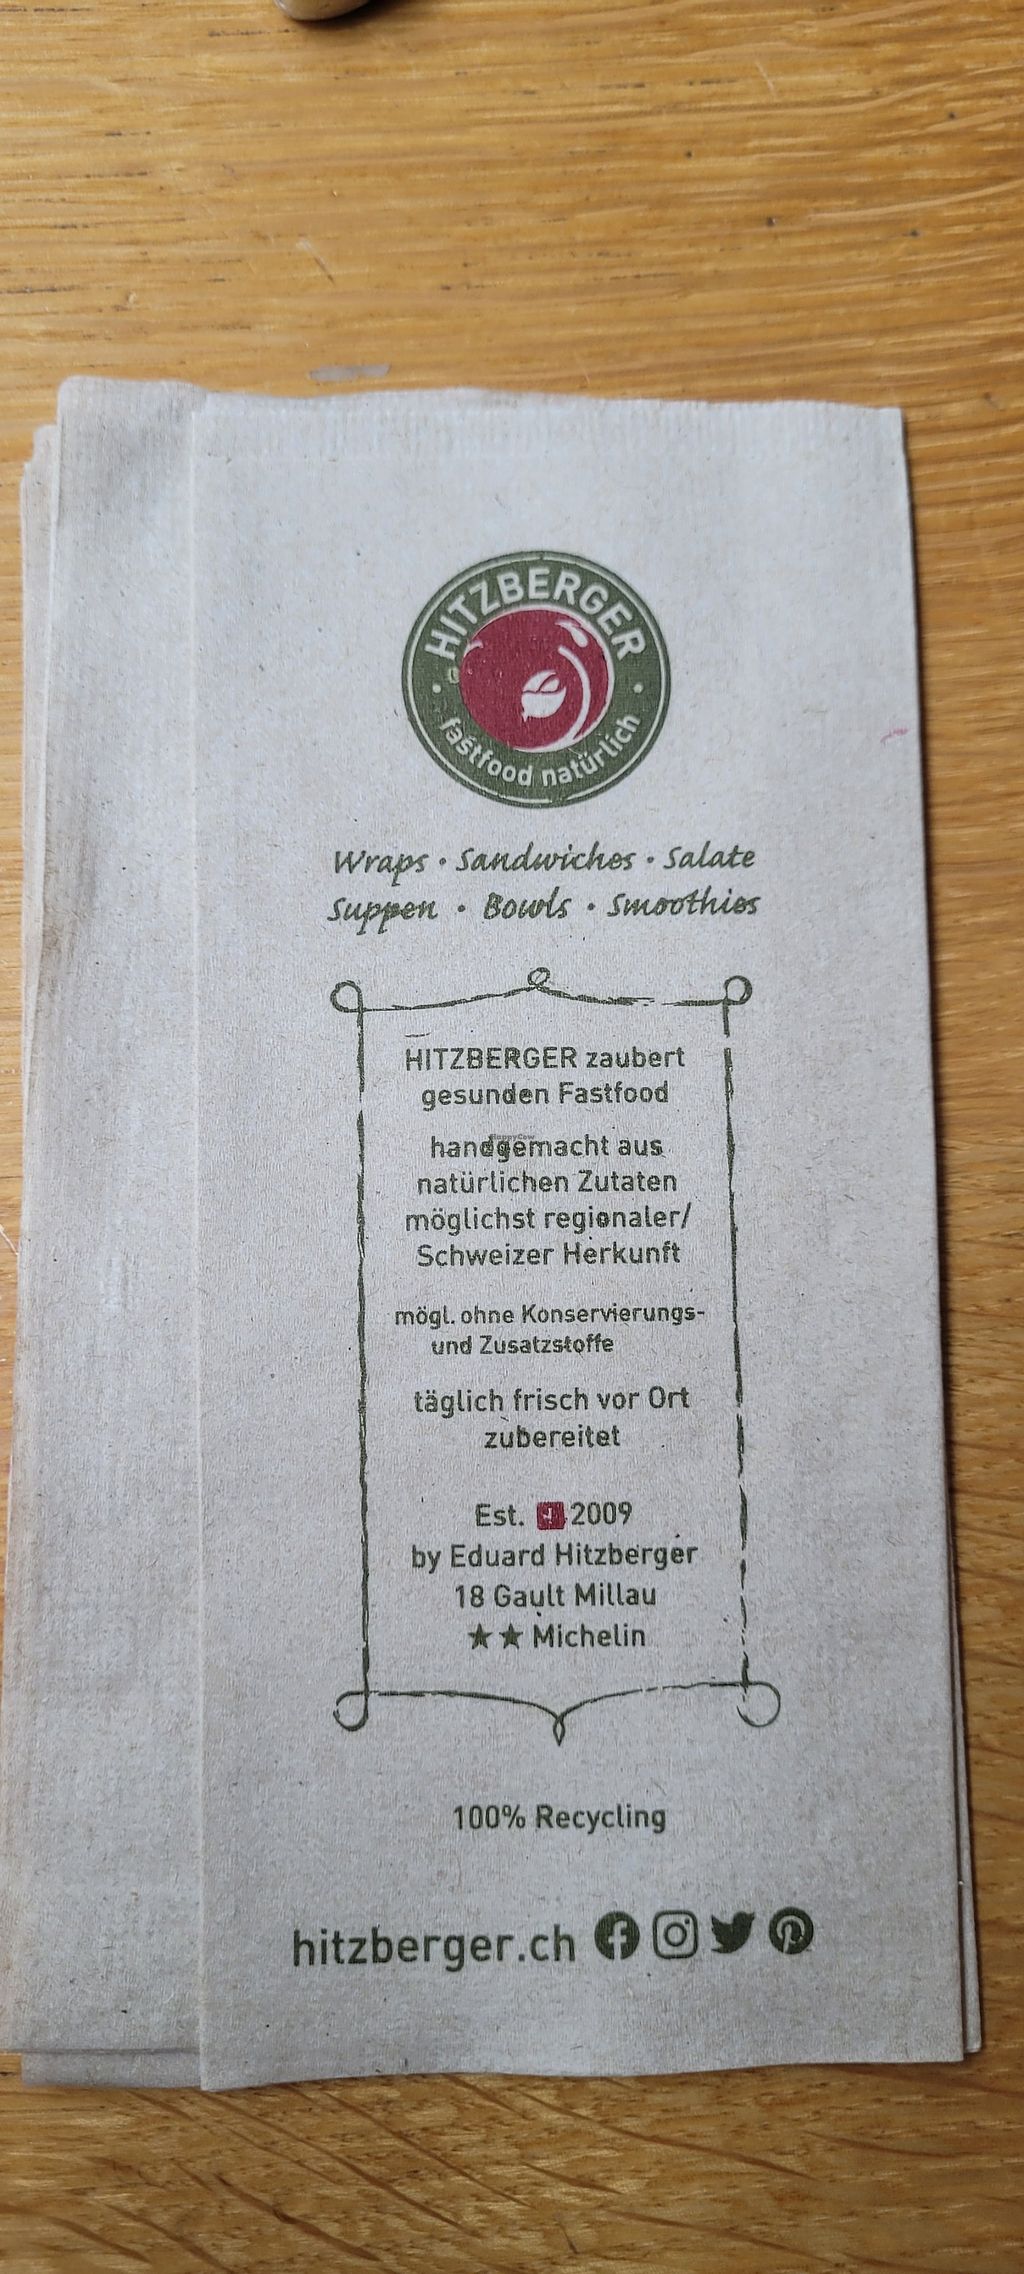 HITZBERGER
fastfood natürlich
Wraps · Sandwiches · Salate
Suppen · Bowls · Smoothies
HITZBERGER zaubert
gesunden Fastfood
handgemacht aus
natürlichen Zutaten
möglichst regionaler/
Schweizer Herkunft
mögl. ohne Konservierungs-
und Zusatzstoffe
täglich frisch vor Ort
zubereitet
Est. 2009
by Eduard Hitzberger
18 Gault Millau
★★ Michelin
100% Recycling
hitzberger.ch